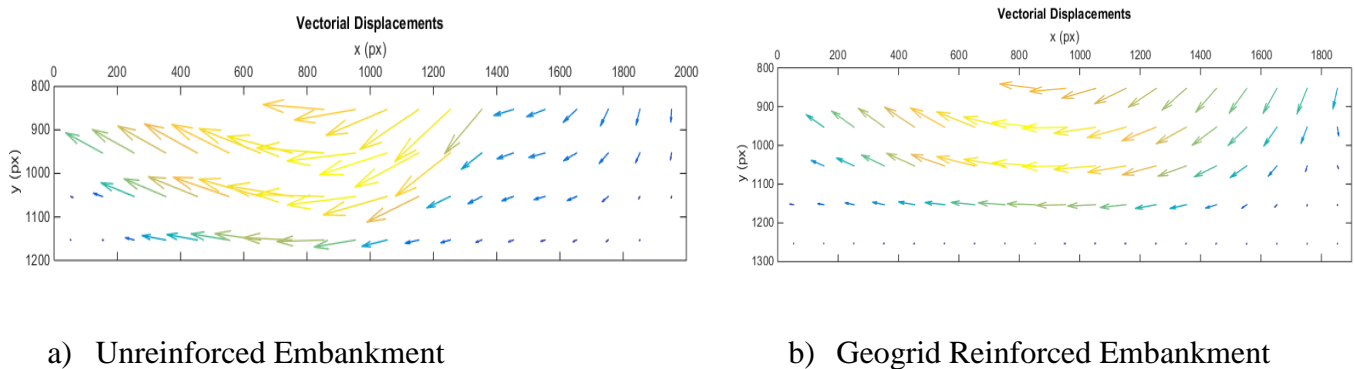 Vectorial Displacements
x (px)
0 200 400 600 800 1000 1200 1400 1600 1800 2000
800
900
1000
1100
1200
y (px)
a) Unreinforced Embankment
Vectorial Displacements
x (px)
0 200 400 600 800 1000 1200 1400 1600 1800
800
900
1000
1100
1200
1300
y (px)
b) Geogrid Reinforced Embankment